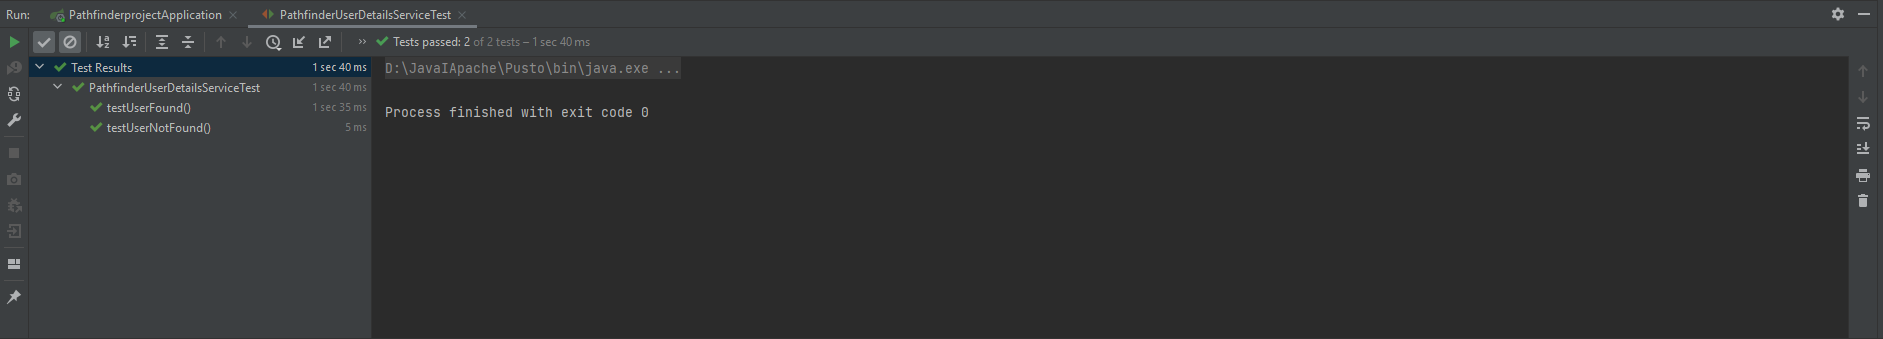 Run: PathfinderprojectApplication PathfinderUserDetailsServiceTest
Tests passed: 2 of 2 tests – 1 sec 40 ms
Test Results 1 sec 40 ms
PathfinderUserDetailsServiceTest 1 sec 40 ms
testUserFound() 1 sec 35 ms
testUserNotFound() 5 ms
D:\JavaIApache\Pusto\bin\java.exe ...
Process finished with exit code 0